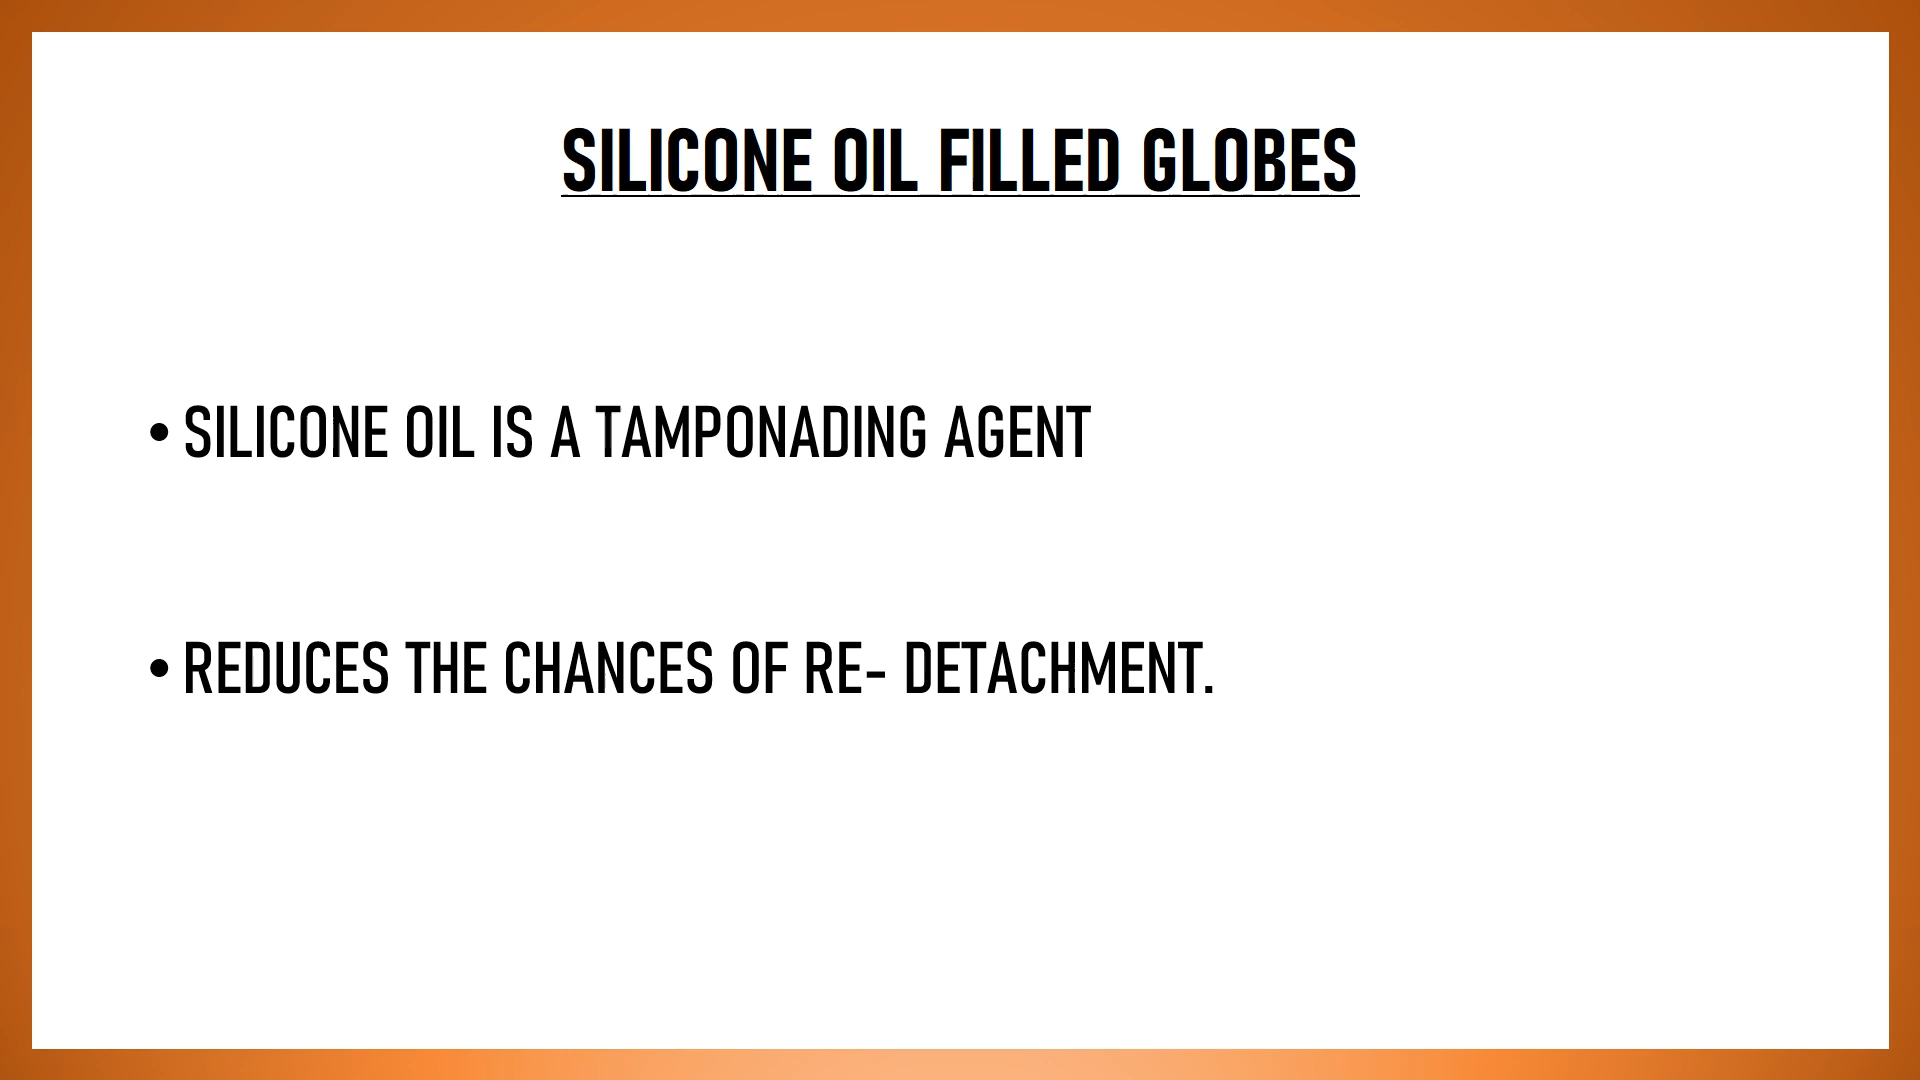 SILICONE OIL FILLED GLOBES
• SILICONE OIL IS A TAMPONADING AGENT
• REDUCES THE CHANCES OF RE- DETACHMENT.